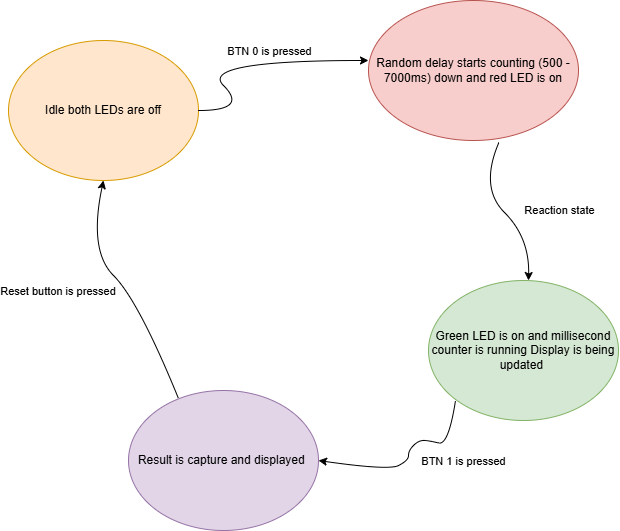 BTN 0 is pressed
Random delay starts counting (500 -
7000ms) down and red LED is on
Idle both LEDs are off
Reaction state
Reset button is pressed
Green LED is on and millisecond
counter is running Display is being
updated
Result is capture and displayed
BTN 1 is pressed